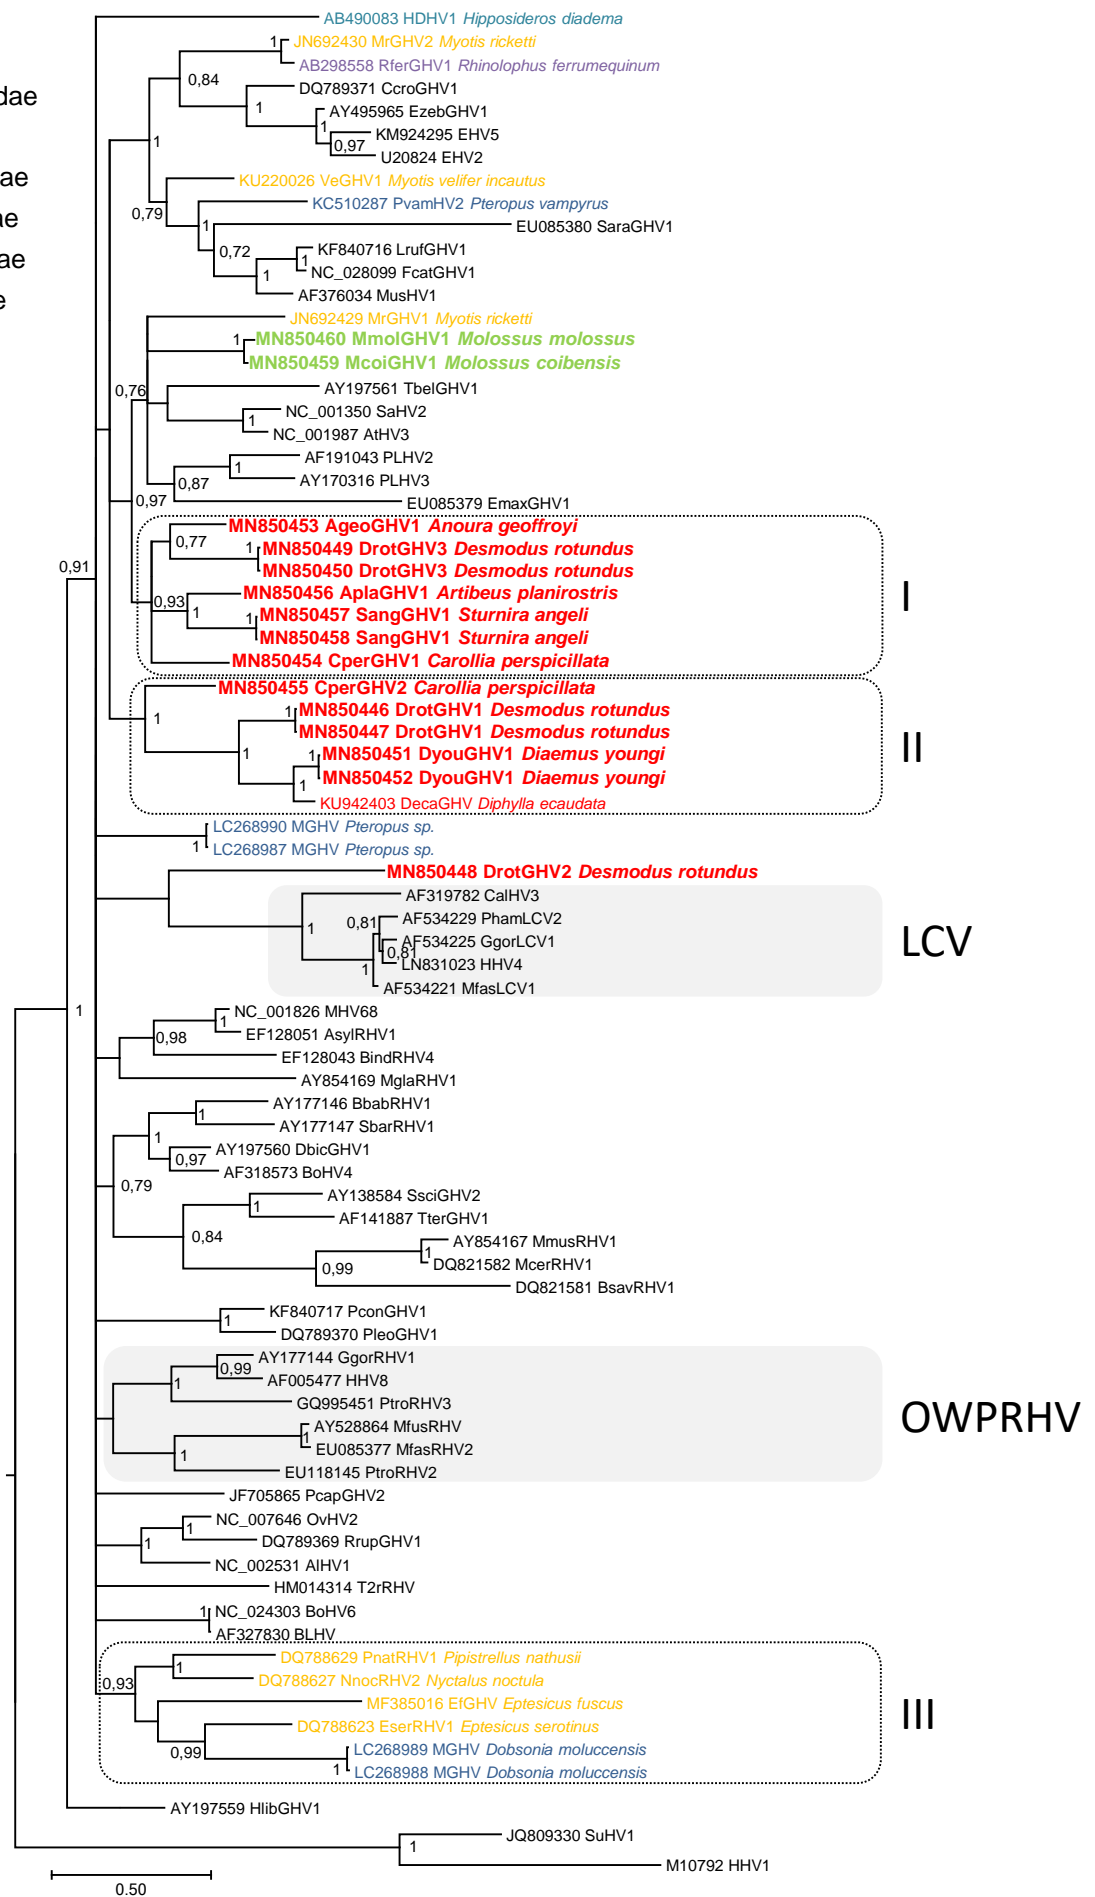 AB490083 HDHV1 Hipposideros diadema
JN692430 MrGHV2 Myotis ricketti
1
AB298558 RferGHV1 Rhinolophus ferrumequinum
0,84
DQ789371 CcroGHV1
dae
1
AY495965 EzebGHV1
1
KM924295 EHV5
1
0,97
U20824 EHV2
ae
KU220026 VeGHV1 Myotis velifer incautus
KC510287 PvamHV2 Pteropus vampyrus
0,79
ae
1
EU085380 SaraGHV1
0,72
KF840716 LrufGHV1
ae
1
NC_028099 FcatGHV1
1
AF376034 MusHV1
e
JN692429 MrGHV1 Myotis ricketti
1
MN850460 MmolGHV1 Molossus molossus
MN850459 McoiGHV1 Molossus coibensis
0,76
AY197561 TbelGHV1
NC_001350 SaHV2
1
NC_001987 AtHV3
AF191043 PLHV2
1
AY170316 PLHV3
0,87
0,97
EU085379 EmaxGHV1
MN850453 AgeoGHV1 Anoura geoffroyi
0,77
1
MN850449 DrotGHV3 Desmodus rotundus
0,91
MN850450 DrotGHV3 Desmodus rotundus
MN850456 AplaGHV1 Artibeus planirostris
I
0,93
1
1
MN850457 SangGHV1 Sturnira angeli
MN850458 SangGHV1 Sturnira angeli
MN850454 CperGHV1 Carollia perspicillata
MN850455 CperGHV2 Carollia perspicillata
1
1
MN850446 DrotGHV1 Desmodus rotundus
MN850447 DrotGHV1 Desmodus rotundus
II
1
1
MN850451 DyouGHV1 Diaemus youngi
MN850452 DyouGHV1 Diaemus youngi
1
KU942403 DecaGHV Diphylla ecaudata
LC268990 MGHV Pteropus sp.
1
LC268987 MGHV Pteropus sp.
MN850448 DrotGHV2 Desmodus rotundus
AF319782 CalHV3
0,81
AF534229 PhamLCV2
1
AF534225 GgorLCV1
LCV
0,81
LN831023 HHV4
1
AF534221 MfasLCV1
1
NC_001826 MHV68
1
EF128051 AsylRHV1
0,98
EF128043 BindRHV4
AY854169 MglaRHV1
AY177146 BbabRHV1
1
AY177147 SbarRHV1
1
AY197560 DbicGHV1
0,97
AF318573 BoHV4
0,79
AY138584 SsciGHV2
1
AF141887 TterGHV1
0,84
AY854167 MmusRHV1
1
DQ821582 McerRHV1
0,99
DQ821581 BsavRHV1
KF840717 PconGHV1
1
DQ789370 PleoGHV1
AY177144 GgorRHV1
0,99
AF005477 HHV8
1
GQ995451 PtroRHV3
OWPRHV
AY528864 MfusRHV
1
EU085377 MfasRHV2
1
EU118145 PtroRHV2
JF705865 PcapGHV2
NC_007646 OvHV2
1
DQ789369 RrupGHV1
1
NC_002531 AlHV1
HM014314 T2rRHV
1
NC_024303 BoHV6
AF327830 BLHV
DQ788629 PnatRHV1 Pipistrellus nathusii
1
DQ788627 NnocRHV2 Nyctalus noctula
0,93
MF385016 EfGHV Eptesicus fuscus
III
DQ788623 EserRHV1 Eptesicus serotinus
0,99
LC268989 MGHV Dobsonia moluccensis
1
LC268988 MGHV Dobsonia moluccensis
AY197559 HlibGHV1
JQ809330 SuHV1
1
M10792 HHV1
0.50